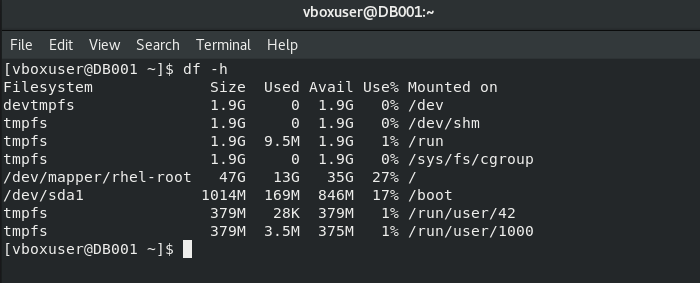 vboxuser@DB001:~
File Edit View Search Terminal Help
[vboxuser@DB001 ~]$ df -h
Filesystem Size Used Avail Use% Mounted on
devtmpfs 1.9G 0 1.9G 0% /dev
tmpfs 1.9G 0 1.9G 0% /dev/shm
tmpfs 1.9G 9.5M 1.9G 1% /run
tmpfs 1.9G 0 1.9G 0% /sys/fs/cgroup
/dev/mapper/rhel-root 47G 13G 35G 27% /
/dev/sda1 1014M 169M 846M 17% /boot
tmpfs 379M 28K 379M 1% /run/user/42
tmpfs 379M 3.5M 375M 1% /run/user/1000
[vboxuser@DB001 ~]$